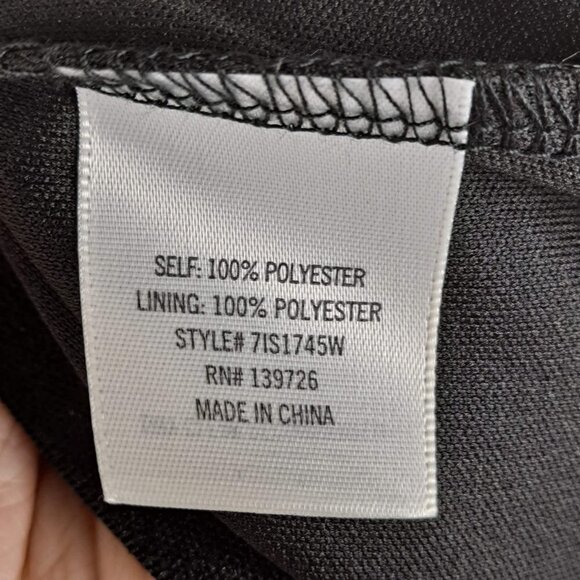 SELF: 100% POLYESTER
LINING: 100% POLYESTER
STYLE# 7IS1745W
RN# 139726
MADE IN CHINA